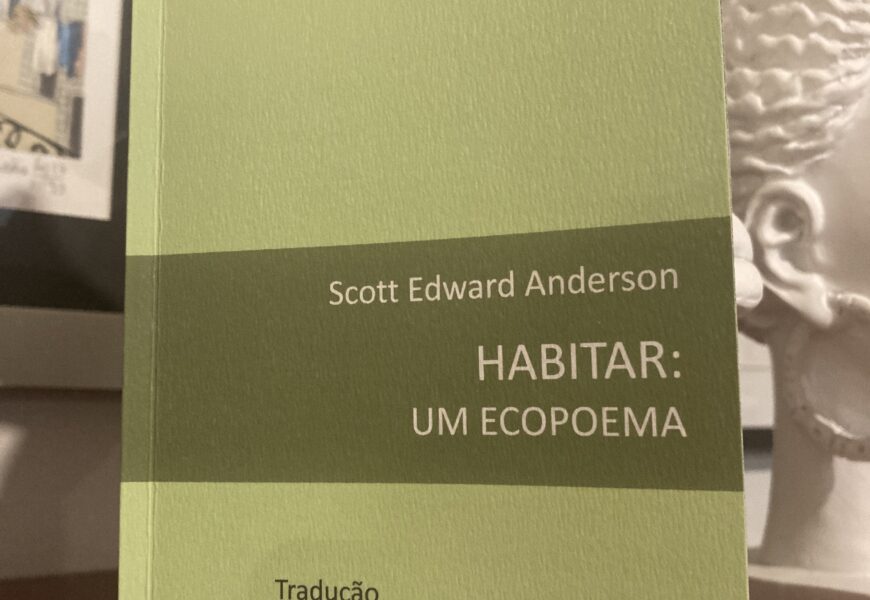 Scott Edward Anderson
HABITAR:
UM ECOPOEMA
Tradução